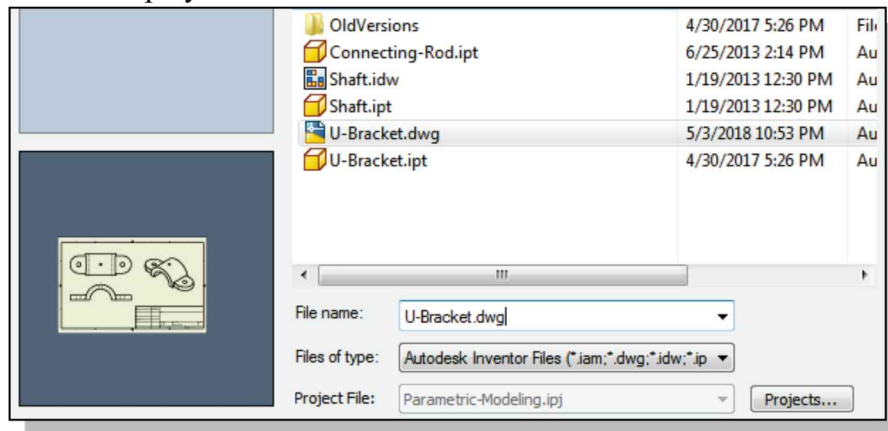 OldVersions 4/30/2017 5:26 PM
Connecting-Rod.ipt 6/25/2013 2:14 PM Au
Shaft.idw 1/19/2013 12:30 PM Au
Shaft.ipt 1/19/2013 12:30 PM Au
U-Bracket.dwg 5/3/2018 10:53 PM Au
U-Bracket.ipt 4/30/2017 5:26 PM Au
File name: U-Bracket.dwg
Files of type: Autodesk Inventor Files (*.iam;*.dwg;*.idw;*.ip
Project File: Parametric-Modeling.ipj Projects...